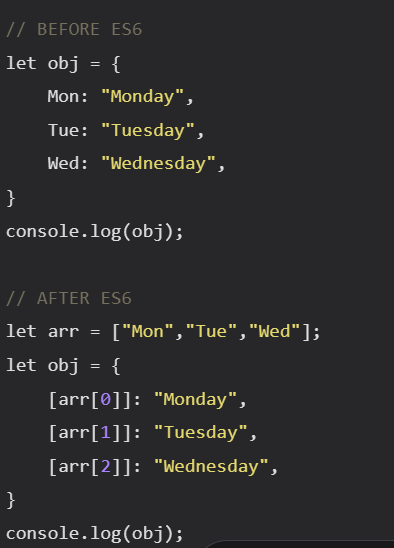 // BEFORE ES6
let obj = {
    Mon: "Monday",
    Tue: "Tuesday",
    Wed: "Wednesday",
}
console.log(obj);

// AFTER ES6
let arr = ["Mon","Tue","Wed"];
let obj = {
    [arr[0]]: "Monday",
    [arr[1]]: "Tuesday",
    [arr[2]]: "Wednesday",
}
console.log(obj);